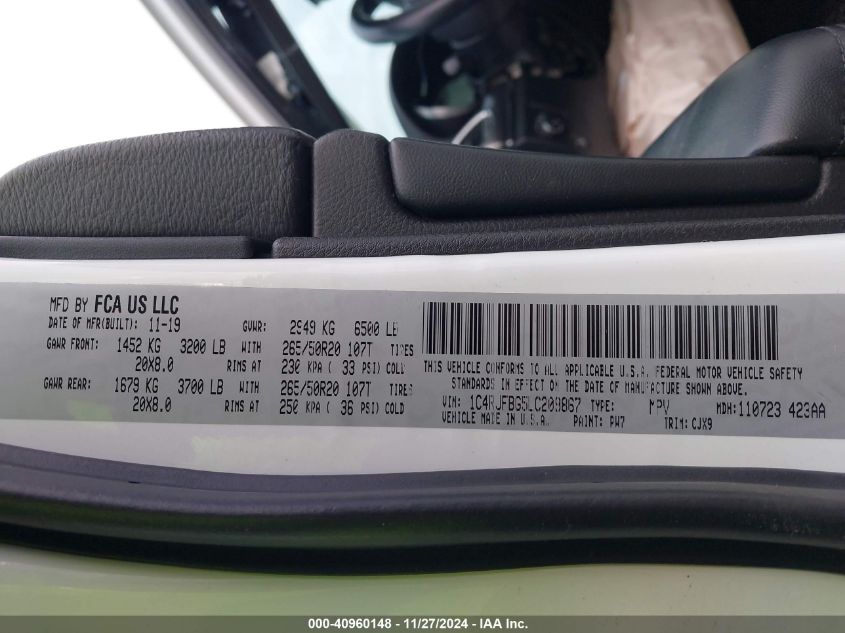 MFD BY FCA US LLC
DATE OF MFR(BUILT): 11-19 GVWR: 2949 KG 6500 LB
GAWR FRONT: 1452 KG 3200 LB WITH 265/50R20 107T TIRES
20X8.0 RIMS AT 230 KPA ( 33 PSI) COLD
GAWR REAR: 1679 KG 3700 LB WITH 265/50R20 107T TIRES
20X8.0 RIMS AT 250 KPA ( 36 PSI) COLD
THIS VEHICLE CONFORMS TO ALL APPLICABLE U.S.A. FEDERAL MOTOR VEHICLE SAFETY
STANDARDS IN EFFECT ON THE DATE OF MANUFACTURE SHOWN ABOVE.
VIN: 1C4RJFBG5LC209867 TYPE: MPV MDH: 110723 423AA
VEHICLE MADE IN U.S.A. PAINT: PW7 TRIM: CJX9
000-40960148 - 11/27/2024 - IAA Inc.